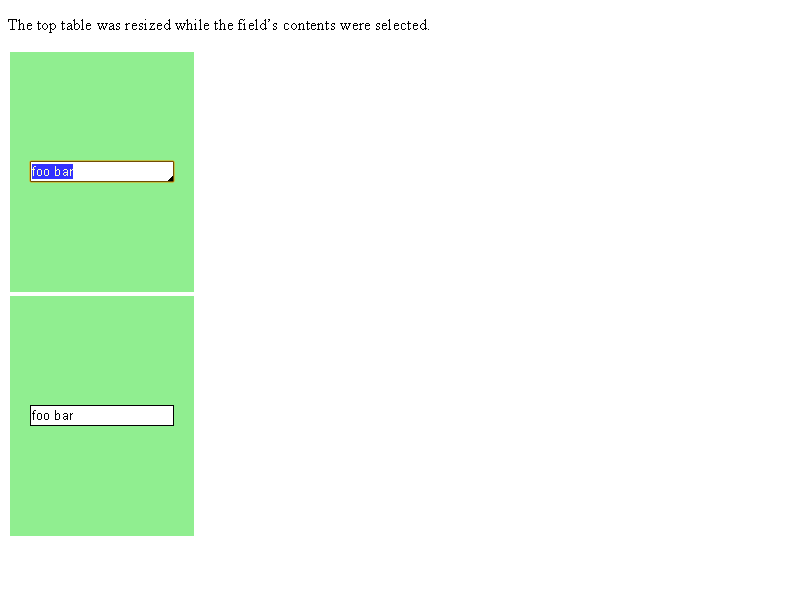 The top table was resized while the field’s contents were selected.
foo bar
foo bar